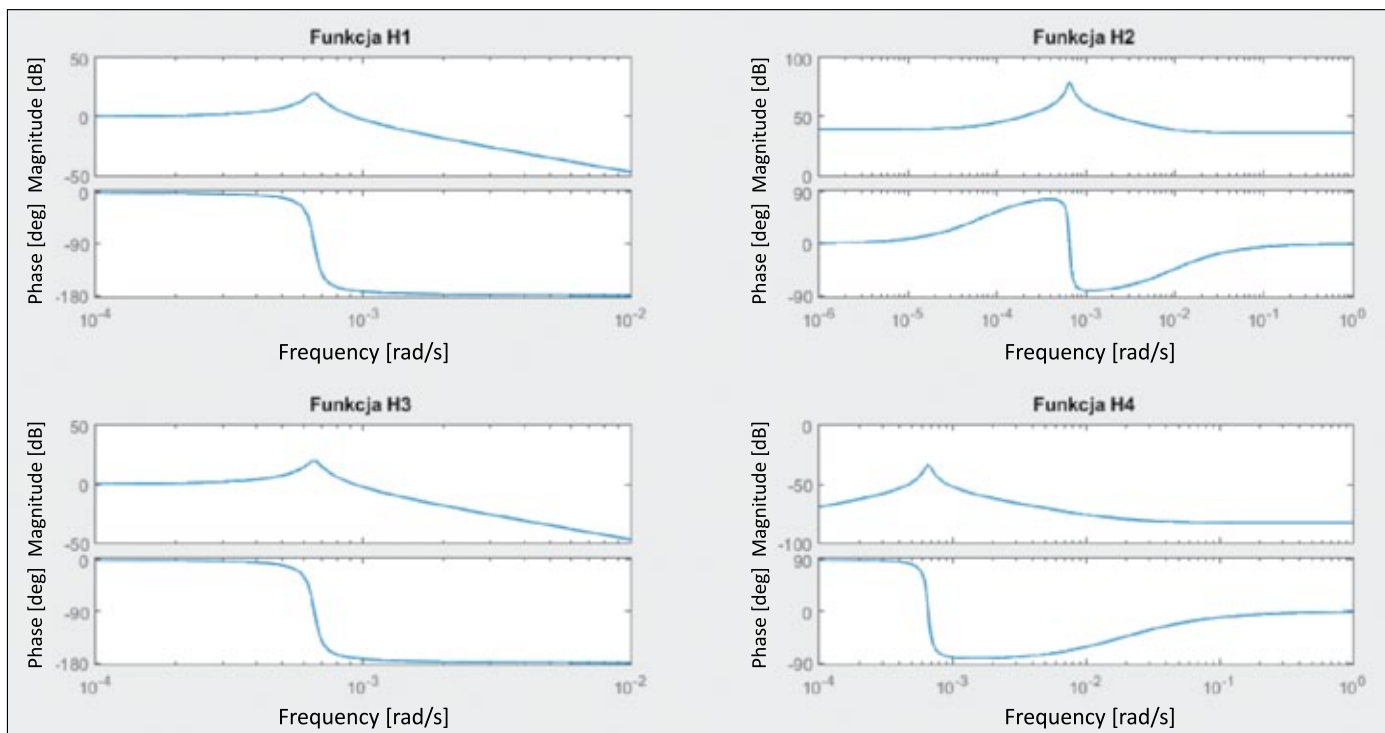 Funkcja H1
Magnitude [dB]
50
0
-50
Phase [deg]
0
-90
-180
10-4 10-3 10-2
Frequency [rad/s]
Funkcja H2
Magnitude [dB]
100
50
0
Phase [deg]
90
0
-90
10-6 10-5 10-4 10-3 10-2 10-1 100
Frequency [rad/s]
Funkcja H3
Magnitude [dB]
50
0
-50
Phase [deg]
0
-90
-180
10-4 10-3 10-2
Frequency [rad/s]
Funkcja H4
Magnitude [dB]
0
-50
-100
Phase [deg]
90
0
-90
10-4 10-3 10-2 10-1 100
Frequency [rad/s]